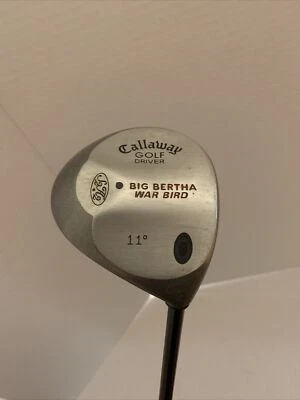 Callaway
GOLF
DRIVER
BIG BERTHA
WAR BIRD
11°